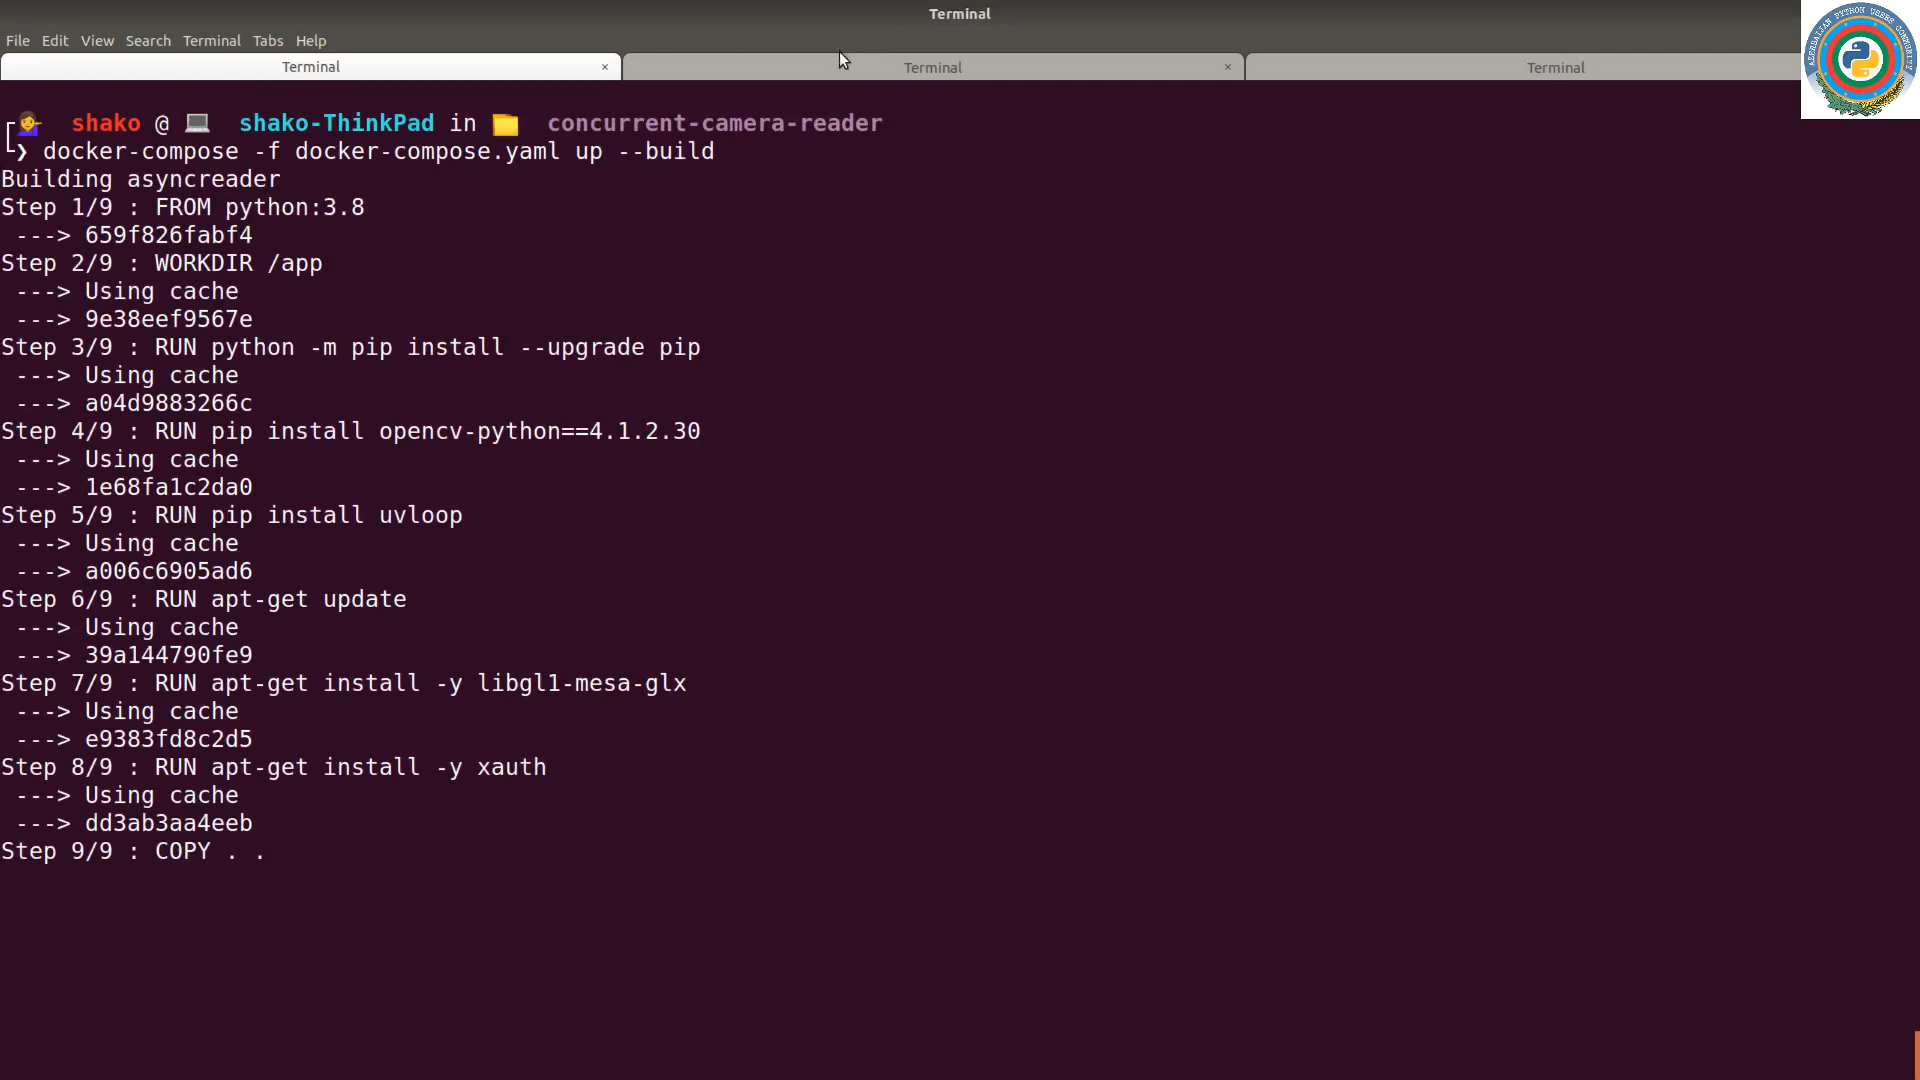 Terminal
File Edit View Search Terminal Tabs Help
Terminal × Terminal × Terminal
AZERBAIJAN PYTHON USERS COMMUNITY
shako @ shako-ThinkPad in concurrent-camera-reader
❯ docker-compose -f docker-compose.yaml up --build
Building asyncreader
Step 1/9 : FROM python:3.8
---> 659f826fabf4
Step 2/9 : WORKDIR /app
---> Using cache
---> 9e38eef9567e
Step 3/9 : RUN python -m pip install --upgrade pip
---> Using cache
---> a04d9883266c
Step 4/9 : RUN pip install opencv-python==4.1.2.30
---> Using cache
---> 1e68fa1c2da0
Step 5/9 : RUN pip install uvloop
---> Using cache
---> a006c6905ad6
Step 6/9 : RUN apt-get update
---> Using cache
---> 39a144790fe9
Step 7/9 : RUN apt-get install -y libgl1-mesa-glx
---> Using cache
---> e9383fd8c2d5
Step 8/9 : RUN apt-get install -y xauth
---> Using cache
---> dd3ab3aa4eeb
Step 9/9 : COPY . .